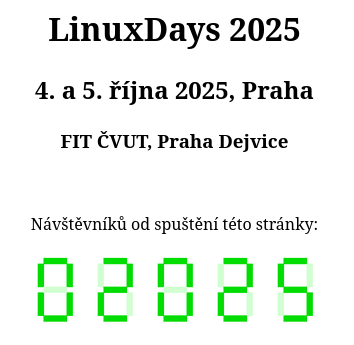 LinuxDays 2025
4. a 5. října 2025, Praha
FIT ČVUT, Praha Dejvice
Návštěvníků od spuštění této stránky:
02025